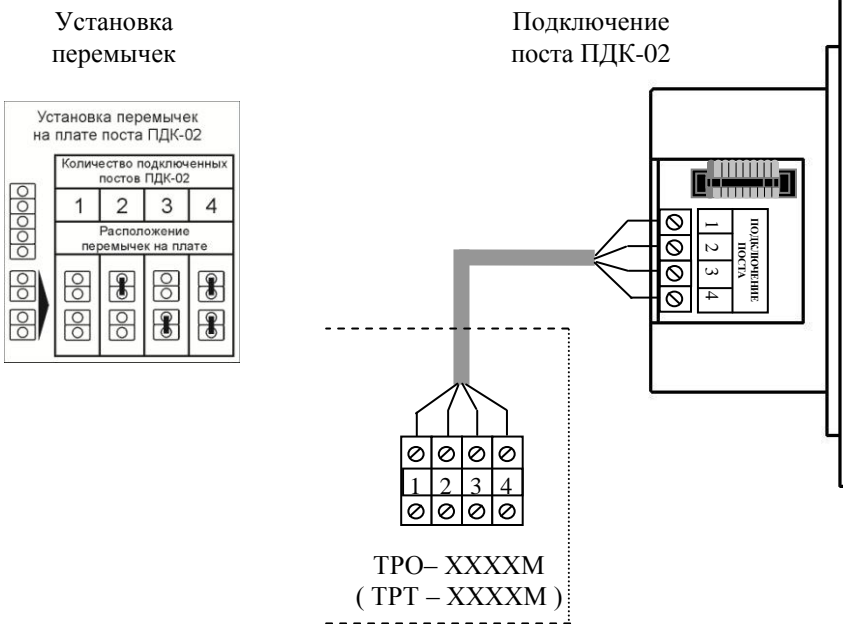 Установка
перемычек
Подключение
поста ПДК-02
Установка перемычек
на плате поста ПДК-02
Количество подключенных
постов ПДК-02
1 2 3 4
Расположение
перемычек на плате
1
2
3
4
ПОДКЛЮЧЕНИЕ
ПОСТА
1 2 3 4
ТРО– ХХХХМ
( ТРТ – ХХХХМ )